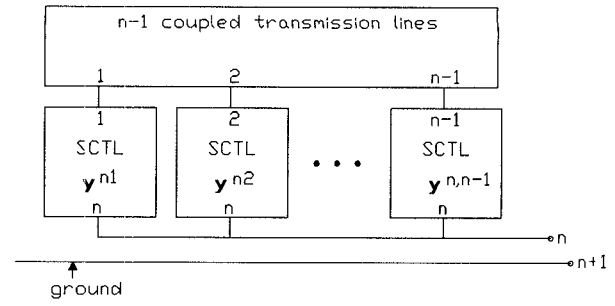 n-1 coupled transmission lines
1 2 n-1
1 2 n-1
SCTL SCTL SCTL
y^n1 y^n2 y^n,n-1
n n n
n
n+1
ground